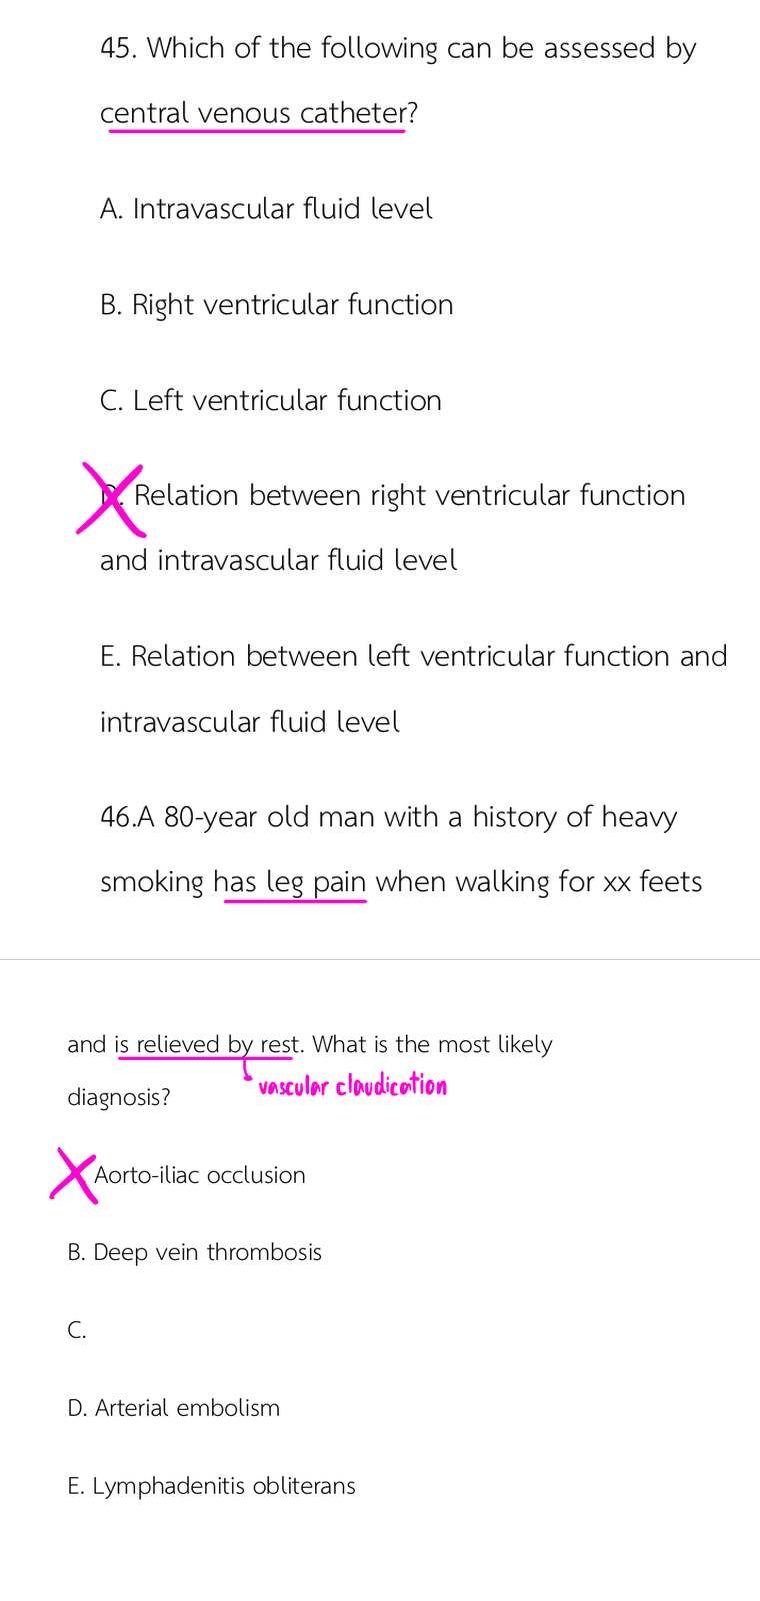 45. Which of the following can be assessed by
central venous catheter?
A. Intravascular fluid level
B. Right ventricular function
C. Left ventricular function
D. Relation between right ventricular function
and intravascular fluid level
E. Relation between left ventricular function and
intravascular fluid level
46.A 80-year old man with a history of heavy
smoking has leg pain when walking for xx feets
and is relieved by rest. What is the most likely
vascular claudication
diagnosis?
Aorto-iliac occlusion
B. Deep vein thrombosis
C.
D. Arterial embolism
E. Lymphadenitis obliterans